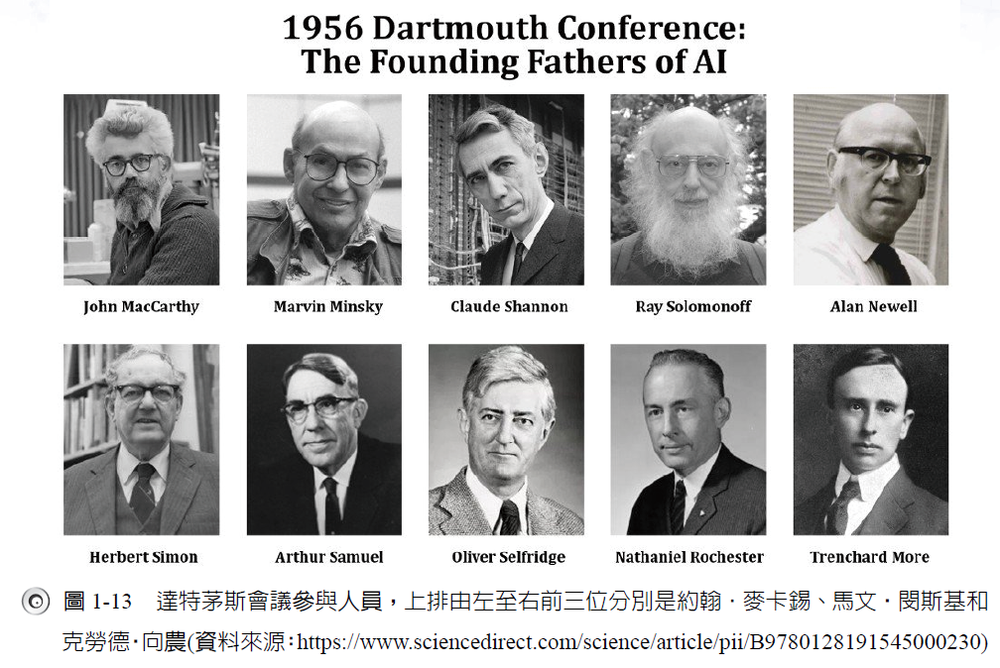 1956 Dartmouth Conference:
The Founding Fathers of AI
John MacCarthy
Marvin Minsky
Claude Shannon
Ray Solomonoff
Alan Newell
Herbert Simon
Arthur Samuel
Oliver Selfridge
Nathaniel Rochester
Trenchard More
圖 1-13　達特茅斯會議參與人員，上排由左至右前三位分別是約翰．麥卡錫、馬文．閔斯基和
克勞德．向農(資料來源：https://www.sciencedirect.com/science/article/pii/B9780128191545000230)